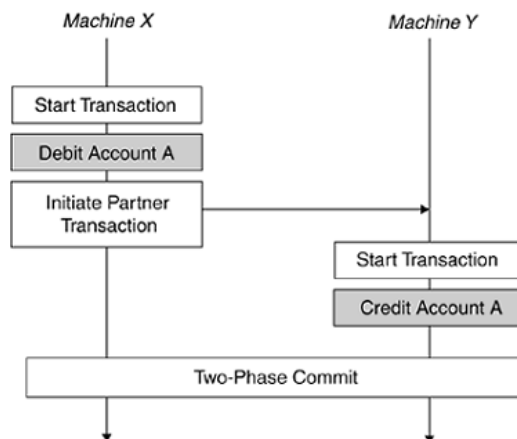 Machine X
Machine Y
Start Transaction
Debit Account A
Initiate Partner
Transaction
Start Transaction
Credit Account A
Two-Phase Commit